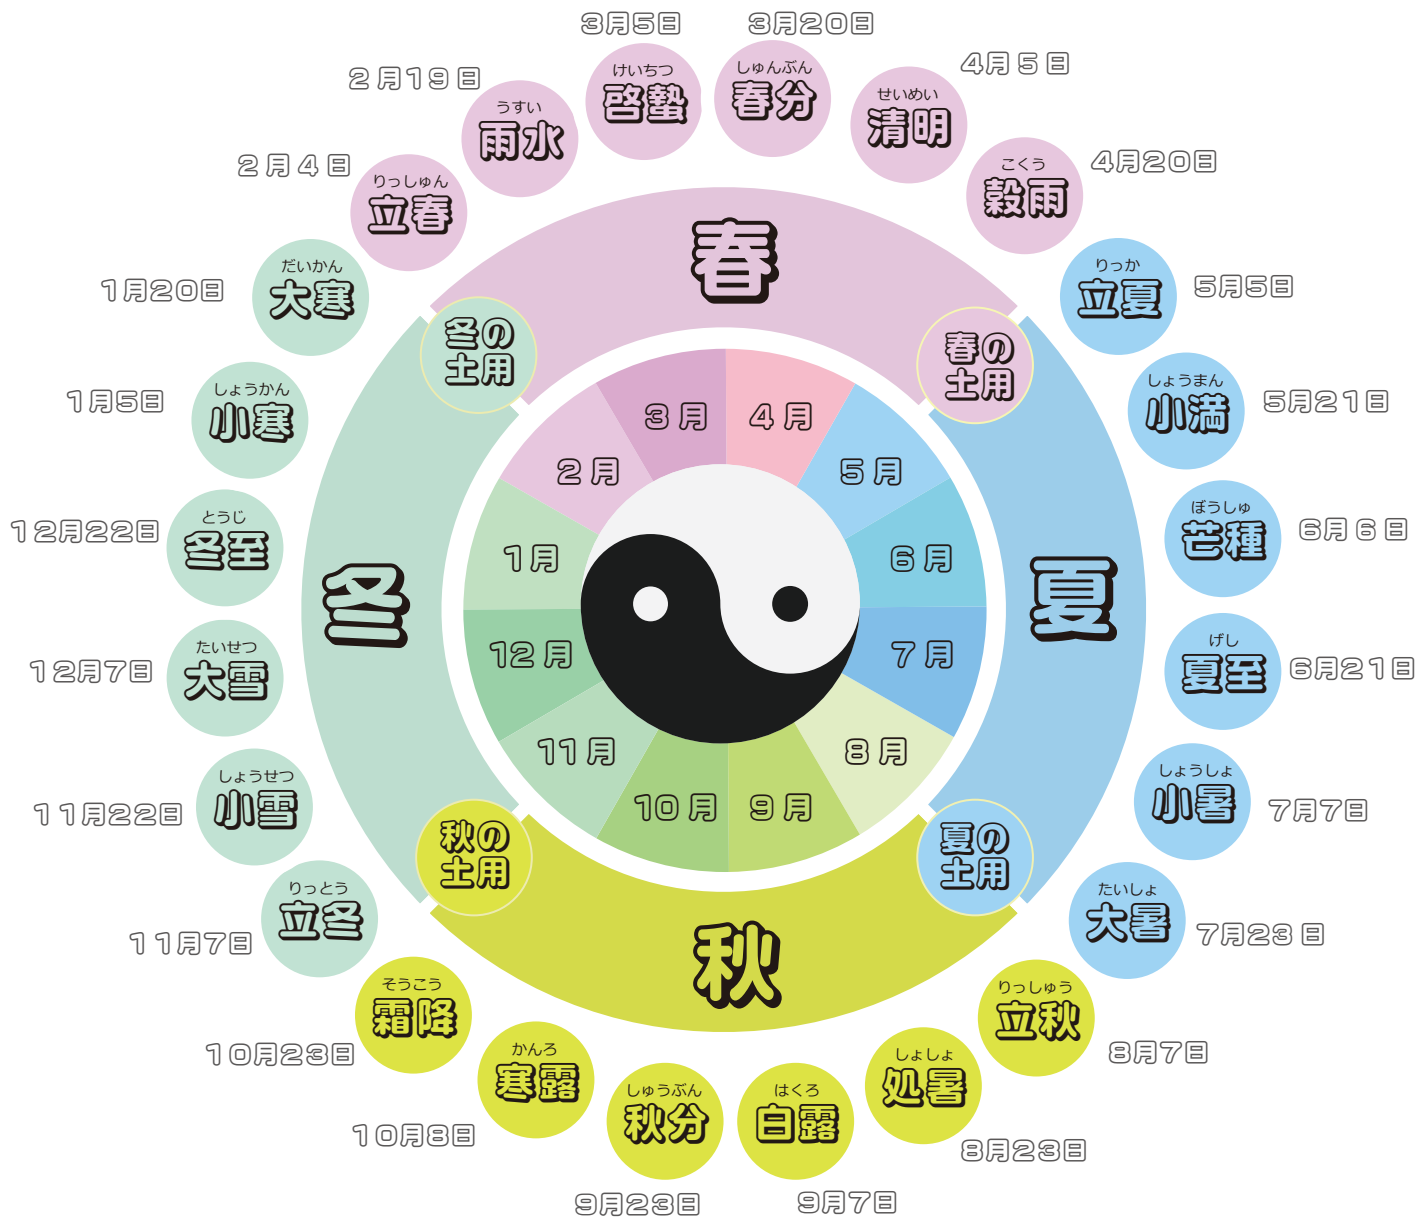 3月5日
けいちつ
啓蟄
3月20日
しゅんぶん
春分
4月5日
せいめい
清明
4月20日
こくう
穀雨
5月5日
りっか
立夏
5月21日
しょうまん
小満
6月6日
ぼうしゅ
芒種
6月21日
げし
夏至
7月7日
しょうしょ
小暑
7月23日
たいしょ
大暑
8月7日
りっしゅう
立秋
8月23日
しょしょ
処暑
9月7日
はくろ
白露
9月23日
しゅうぶん
秋分
10月8日
かんろ
寒露
10月23日
そうこう
霜降
11月7日
りっとう
立冬
11月22日
しょうせつ
小雪
12月7日
たいせつ
大雪
12月22日
とうじ
冬至
1月5日
しょうかん
小寒
1月20日
だいかん
大寒
2月4日
りっしゅん
立春
2月19日
うすい
雨水
春
春の
土用
夏
夏の
土用
秋
秋の
土用
冬
冬の
土用
1月
2月
3月
4月
5月
6月
7月
8月
9月
10月
11月
12月